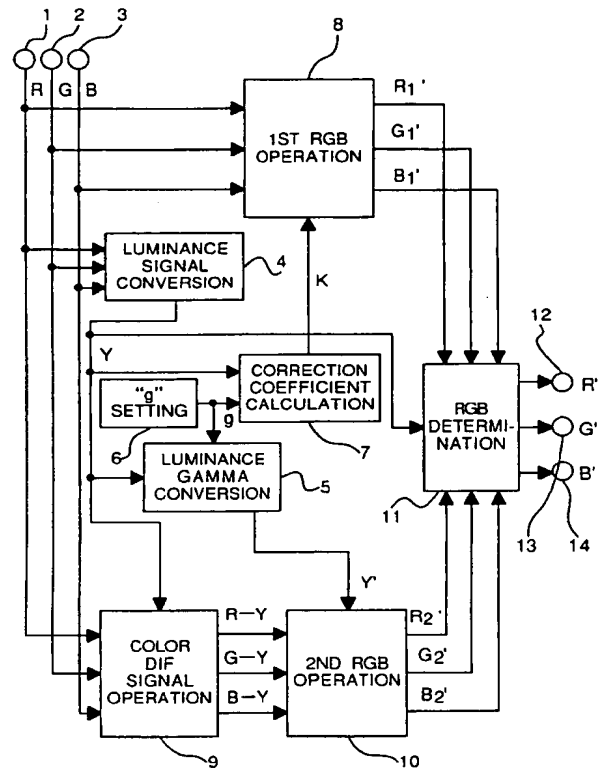 1 2 3
R G B
8
1ST RGB
OPERATION
R1'
G1'
B1'
LUMINANCE
SIGNAL
CONVERSION
4
K
Y
"g"
SETTING
6
g
CORRECTION
COEFFICIENT
CALCULATION
7
LUMINANCE
GAMMA
CONVERSION
5
Y'
RGB
DETERMI-
NATION
11
12
R'
G'
B'
13 14
COLOR
DIF
SIGNAL
OPERATION
9
R-Y
G-Y
B-Y
2ND RGB
OPERATION
10
R2'
G2'
B2'